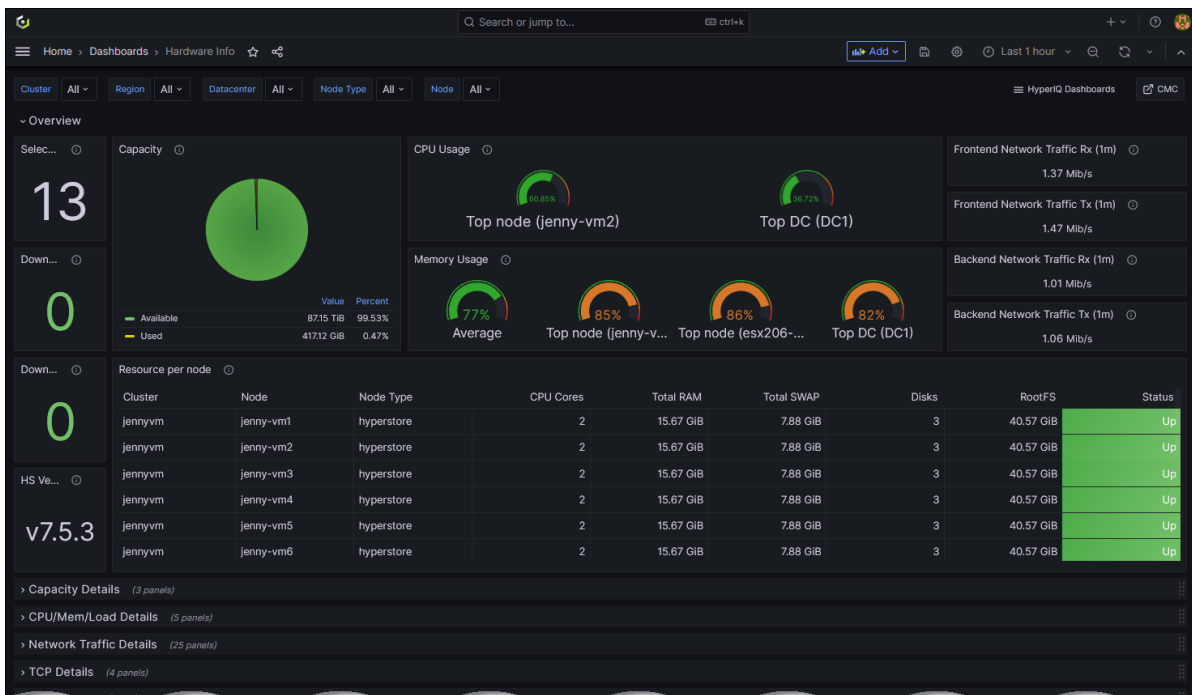 Search or jump to... ctrl+k
Home › Dashboards › Hardware Info Add Last 1 hour
Cluster All Region All Datacenter All Node Type All Node All HyperIQ Dashboards CMC
Overview
Selec...
13
Down...
0
Down...
0
HS Ve...
v7.5.3
Capacity
Value Percent
Available 87.15 TiB 99.53%
Used 417.12 GiB 0.47%
CPU Usage
60.85% 36.72%
Top node (jenny-vm2) Top DC (DC1)
Memory Usage
77% 85% 86% 82%
Average Top node (jenny-v... Top node (esx206-... Top DC (DC1)
Frontend Network Traffic Rx (1m)
1.37 Mib/s
Frontend Network Traffic Tx (1m)
1.47 Mib/s
Backend Network Traffic Rx (1m)
1.01 Mib/s
Backend Network Traffic Tx (1m)
1.06 Mib/s
Resource per node
Cluster Node Node Type CPU Cores Total RAM Total SWAP Disks RootFS Status
jennyvm jenny-vm1 hyperstore 2 15.67 GiB 7.88 GiB 3 40.57 GiB Up
jennyvm jenny-vm2 hyperstore 2 15.67 GiB 7.88 GiB 3 40.57 GiB Up
jennyvm jenny-vm3 hyperstore 2 15.67 GiB 7.88 GiB 3 40.57 GiB Up
jennyvm jenny-vm4 hyperstore 2 15.67 GiB 7.88 GiB 3 40.57 GiB Up
jennyvm jenny-vm5 hyperstore 2 15.67 GiB 7.88 GiB 3 40.57 GiB Up
jennyvm jenny-vm6 hyperstore 2 15.67 GiB 7.88 GiB 3 40.57 GiB Up
Capacity Details (3 panels)
CPU/Mem/Load Details (5 panels)
Network Traffic Details (25 panels)
TCP Details (4 panels)